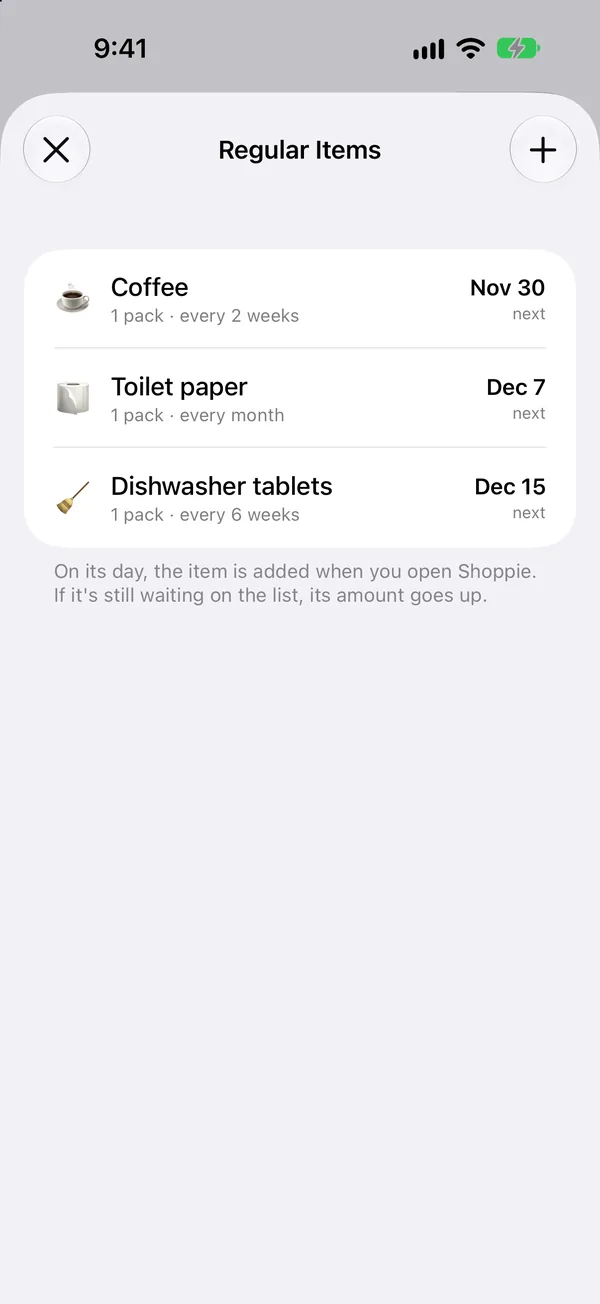 9:41
Regular Items
Coffee
Nov 30
1 pack · every 2 weeks
next
Toilet paper
Dec 7
1 pack · every month
next
Dishwasher tablets
Dec 15
1 pack · every 6 weeks
next
On its day, the item is added when you open Shoppie.
If it's still waiting on the list, its amount goes up.